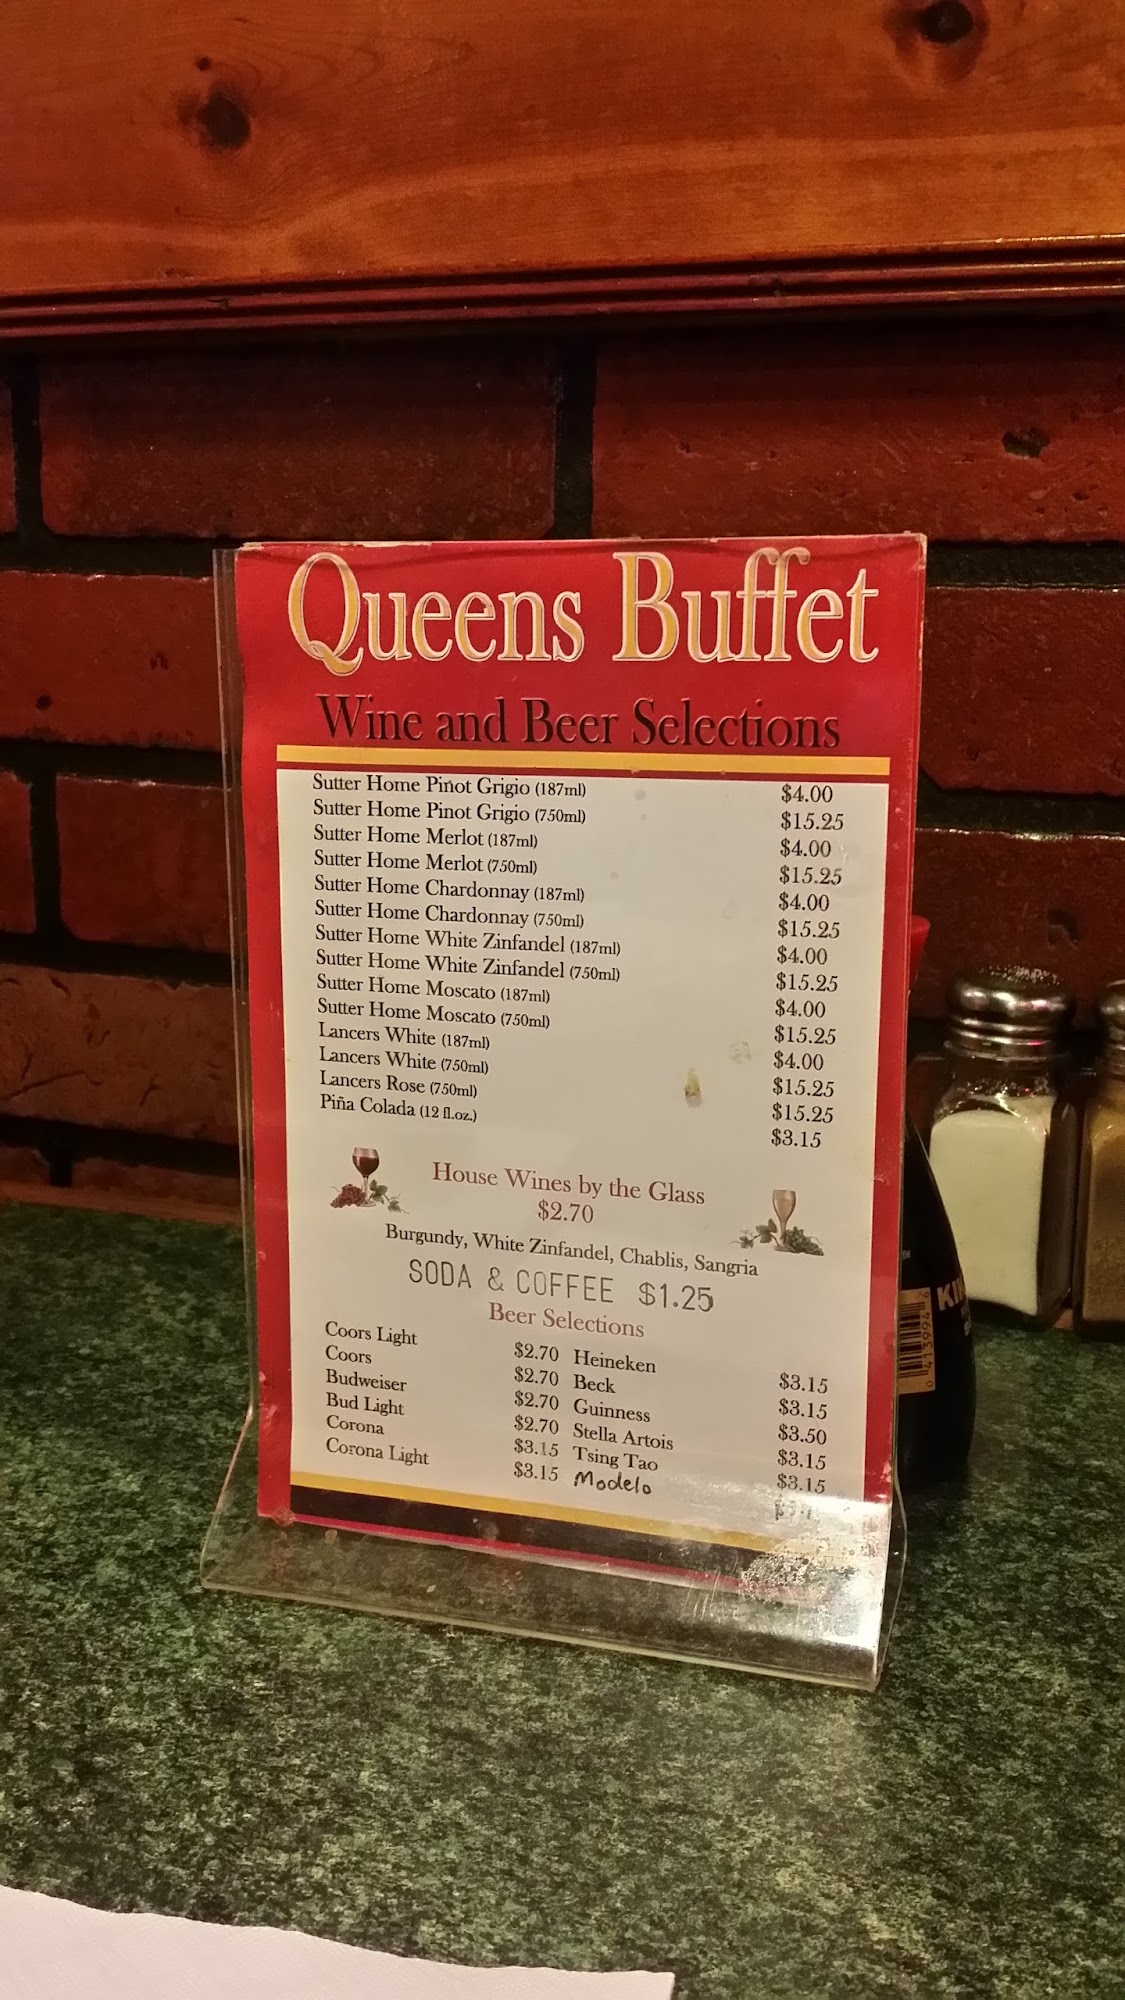 Queens Buffet
Wine and Beer Selections
Sutter Home Pinot Grigio (187ml) $4.00
Sutter Home Pinot Grigio (750ml) $15.25
Sutter Home Merlot (187ml) $4.00
Sutter Home Merlot (750ml) $15.25
Sutter Home Chardonnay (187ml) $4.00
Sutter Home Chardonnay (750ml) $15.25
Sutter Home White Zinfandel (187ml) $4.00
Sutter Home White Zinfandel (750ml) $15.25
Sutter Home Moscato (187ml) $4.00
Sutter Home Moscato (750ml) $15.25
Lancers White (187ml) $4.00
Lancers White (750ml) $15.25
Lancers Rose (750ml) $15.25
Piña Colada (12 fl.oz.) $3.15
House Wines by the Glass
$2.70
Burgundy, White Zinfandel, Chablis, Sangria
SODA & COFFEE $1.25
Beer Selections
Coors Light $2.70 Heineken $3.15
Coors $2.70 Beck $3.15
Budweiser $2.70 Guinness $3.50
Bud Light $2.70 Stella Artois $3.15
Corona $3.15 Tsing Tao $3.15
Corona Light $3.15 Modelo